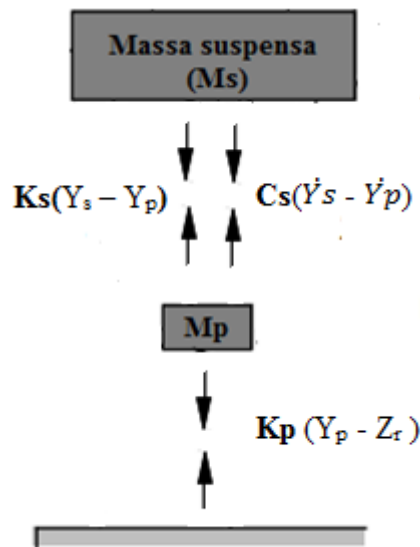 Massa suspensa
(Ms)
Ks(Yₛ – Yₚ) Cs(Ẏs - Ẏp)
Mp
Kp (Yₚ - Zᵣ )